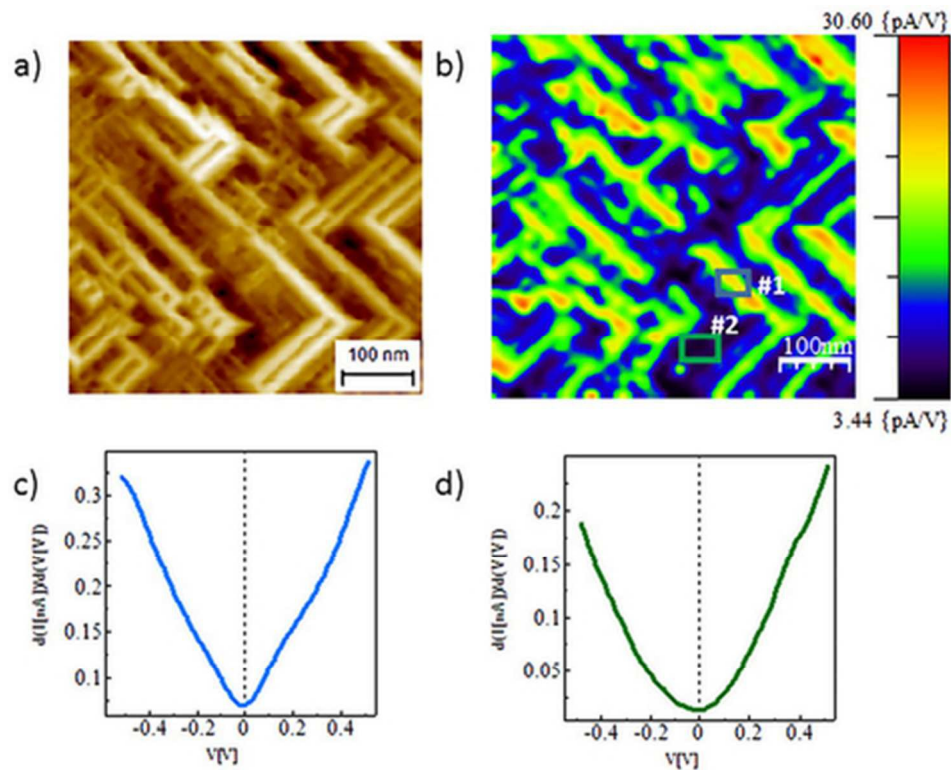 a)
100 nm
b)
30.60 {pA/V}
#1
#2
100nm
3.44 {pA/V}
c)
d(I[nA])/d(V[V])
0.3
0.25
0.2
0.15
0.1
-0.4 -0.2 0 0.2 0.4
V[V]
d)
d(I[nA])/d(V[V])
0.2
0.15
0.1
0.05
-0.4 -0.2 0 0.2 0.4
V[V]